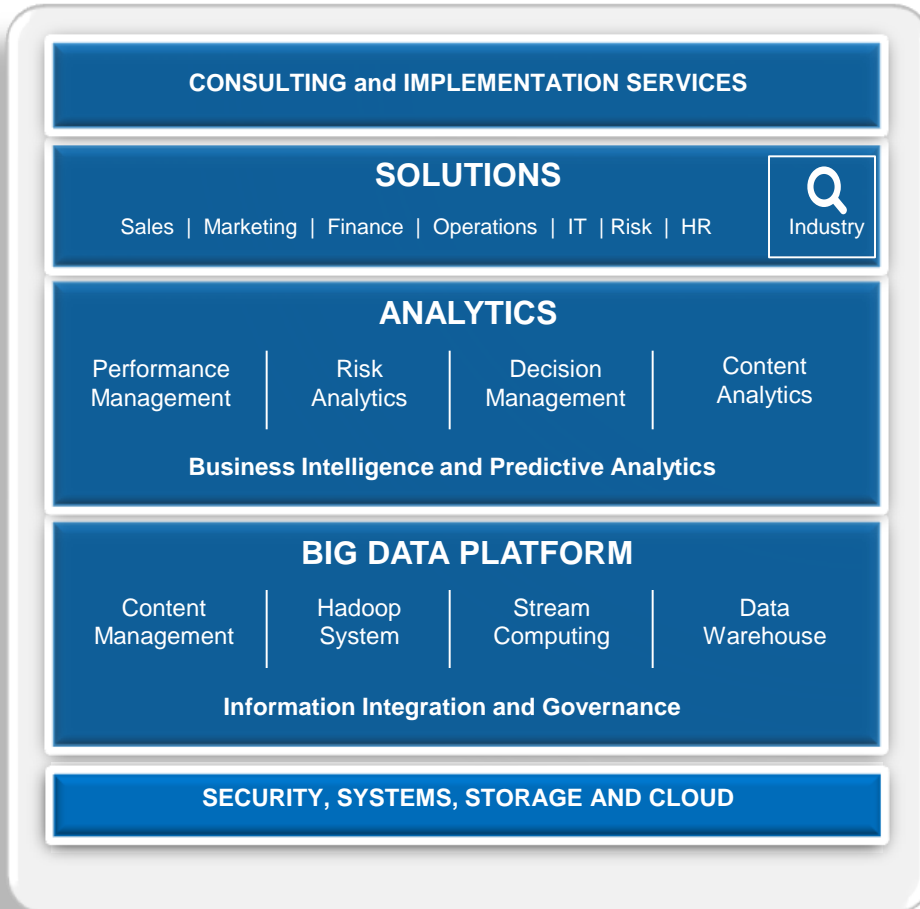 CONSULTING and IMPLEMENTATION SERVICES
SOLUTIONS
Sales | Marketing | Finance | Operations | IT | Risk | HR
Industry
ANALYTICS
Performance
Management
Risk
Analytics
Decision
Management
Content
Analytics
Business Intelligence and Predictive Analytics
BIG DATA PLATFORM
Content
Management
Hadoop
System
Stream
Computing
Data
Warehouse
Information Integration and Governance
SECURITY, SYSTEMS, STORAGE AND CLOUD